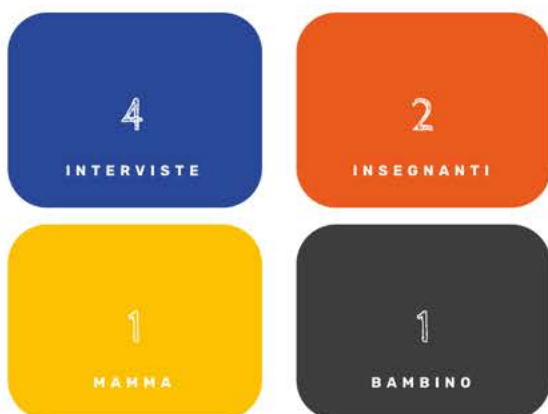 4
INTERVISTE
2
INSEGNANTI
1
MAMMA
1
BAMBINO